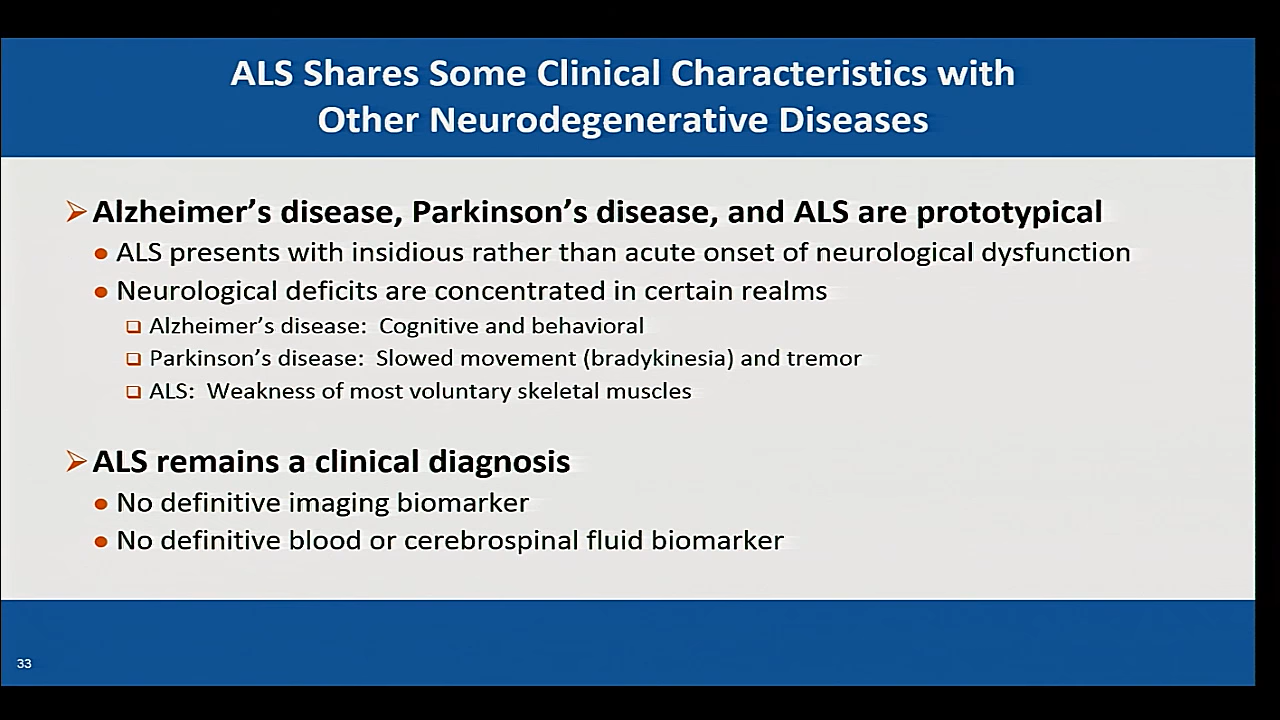 ALS Shares Some Clinical Characteristics with
Other Neurodegenerative Diseases
Alzheimer's disease, Parkinson's disease, and ALS are prototypical
ALS presents with insidious rather than acute onset of neurological dysfunction
Neurological deficits are concentrated in certain realms
Alzheimer's disease: Cognitive and behavioral
Parkinson's disease: Slowed movement (bradykinesia) and tremor
ALS: Weakness of most voluntary skeletal muscles
ALS remains a clinical diagnosis
No definitive imaging biomarker
No definitive blood or cerebrospinal fluid biomarker
33